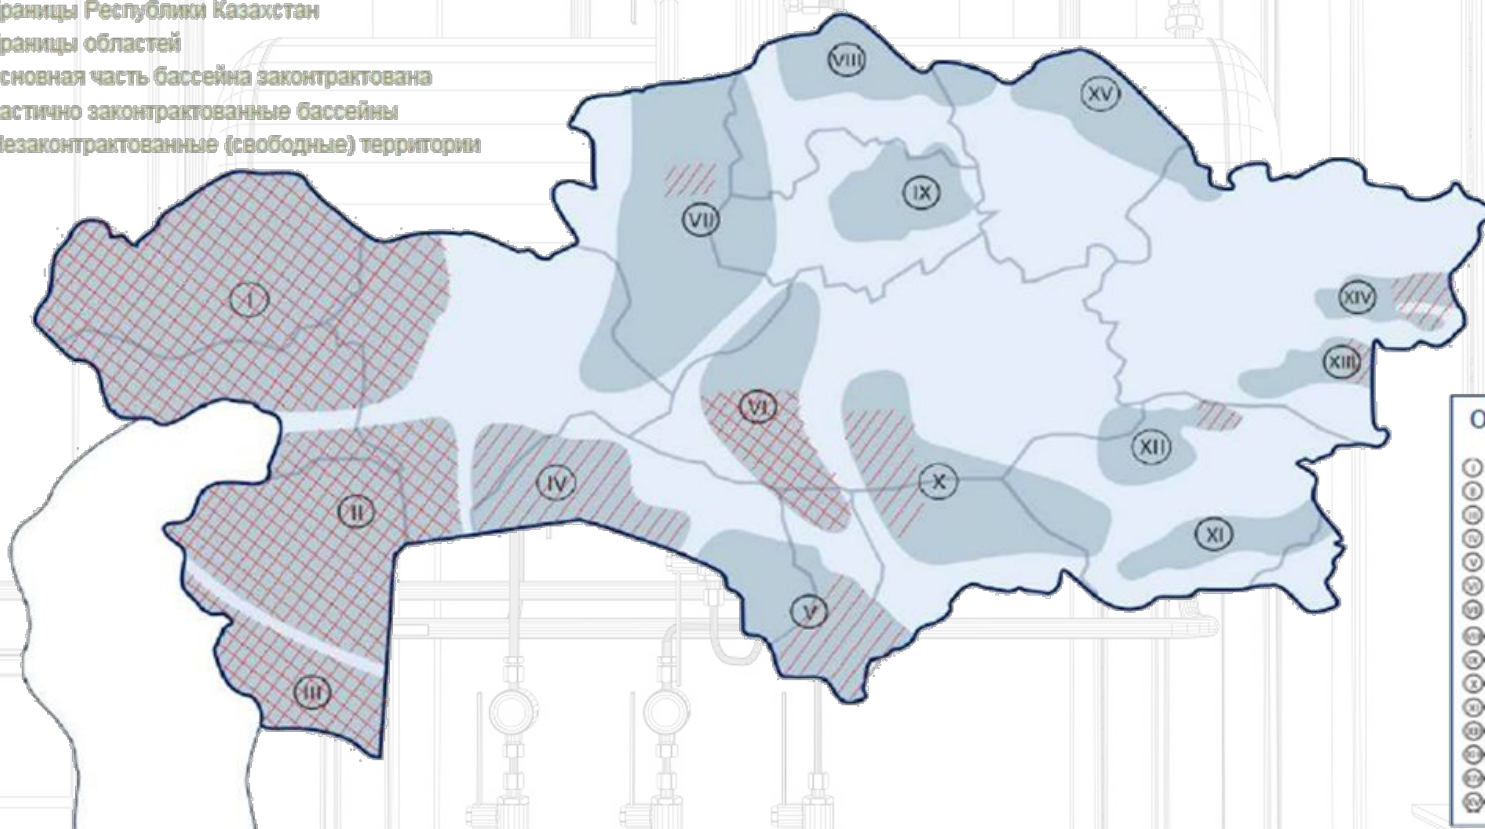 раницы Республики Казахстан
раницы областей
сновная часть бассейна законтрактована
астично законтрактованные бассейны
Незаконтрактованные (свободные) территории
VIII
XV
IX
VII
I
XIV
XIII
VI
XII
IV
X
II
XI
V
III
О